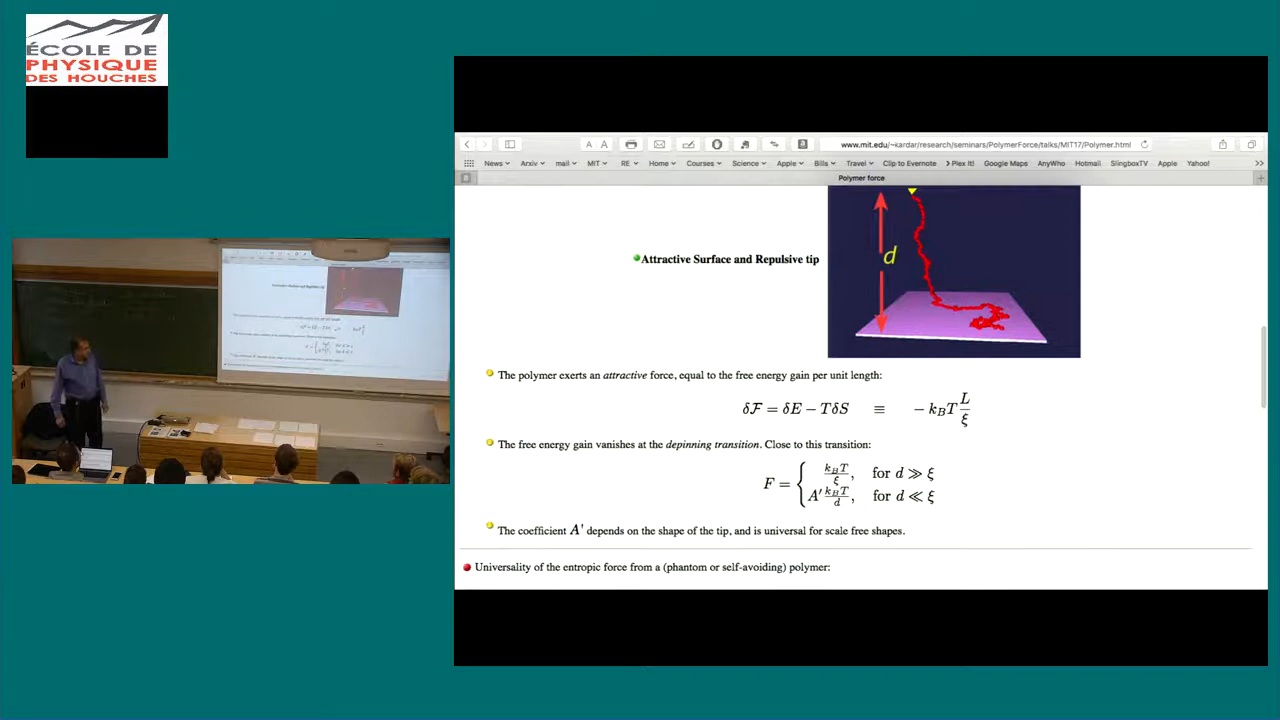 ÉCOLE DE
PHYSIQUE
DES HOUCHES
A A
www.mit.edu/~kardar/research/seminars/PolymerForce/talks/MIT17/Polymer.html
News Arxiv mail MIT RE Home Courses Science Apple Bills Travel Clip to Evernote > Plex It! Google Maps AnyWho Hotmail SlingboxTV Apple Yahoo! >>
Polymer force
d
Attractive Surface and Repulsive tip
The polymer exerts an attractive force, equal to the free energy gain per unit length:
δF = δE − TδS ≡ − k_BT L/ξ
The free energy gain vanishes at the depinning transition. Close to this transition:
F = { k_BT/ξ, for d ≫ ξ
A′ k_BT/d, for d ≪ ξ
The coefficient A' depends on the shape of the tip, and is universal for scale free shapes.
Universality of the entropic force from a (phantom or self-avoiding) polymer: